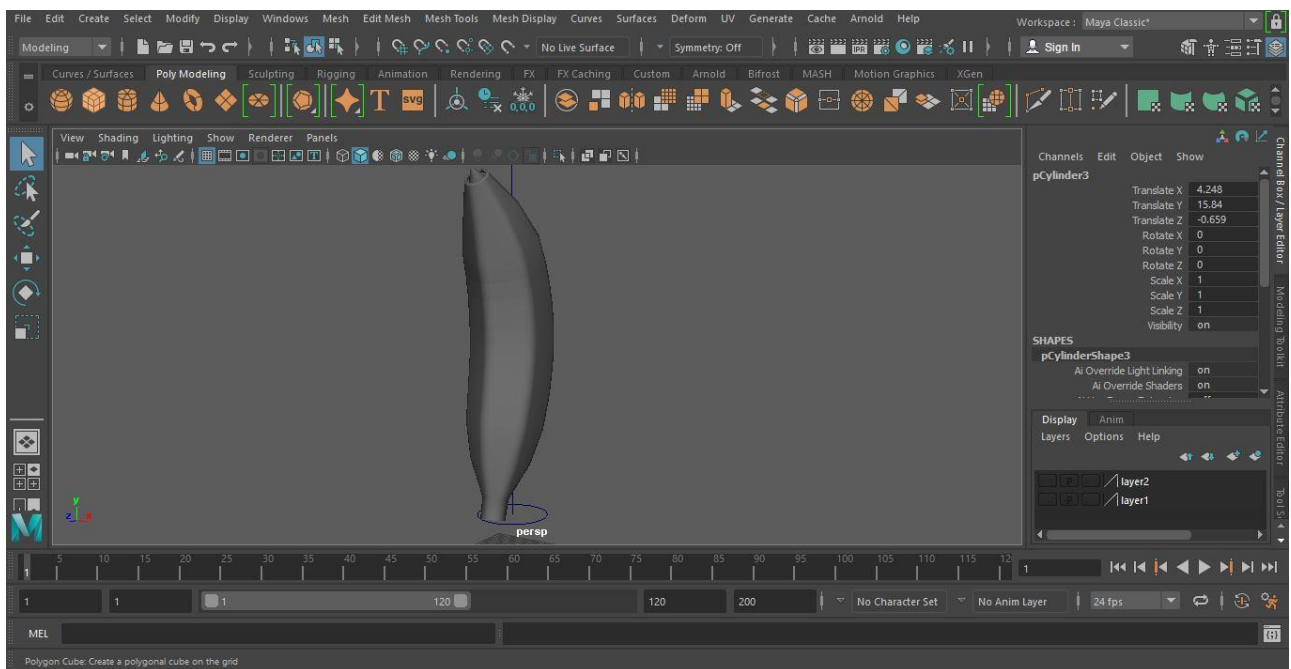 File Edit Create Select Modify Display Windows Mesh Edit Mesh Mesh Tools Mesh Display Curves Surfaces Deform UV Generate Cache Arnold Help Workspace : Maya Classic*
Modeling No Live Surface Symmetry: Off IPR Sign In
Curves / Surfaces Poly Modeling Sculpting Rigging Animation Rendering FX FX Caching Custom Arnold Bifrost MASH Motion Graphics XGen
T svg 0,0,0
View Shading Lighting Show Renderer Panels
Channels Edit Object Show
pCylinder3
Translate X 4.248
Translate Y 15.84
Translate Z -0.659
Rotate X 0
Rotate Y 0
Rotate Z 0
Scale X 1
Scale Y 1
Scale Z 1
Visibility on
SHAPES
pCylinderShape3
Ai Override Light Linking on
Ai Override Shaders on
Display Anim
Layers Options Help
P layer2
P layer1
Channel Box / Layer Editor
Modeling Toolkit
Attribute Editor
y
z x
persp
5 10 15 20 25 30 35 40 45 50 55 60 65 70 75 80 85 90 95 100 105 110 115 12
1 1
1 1 1 120 120 200 No Character Set No Anim Layer 24 fps
MEL
Polygon Cube: Create a polygonal cube on the grid